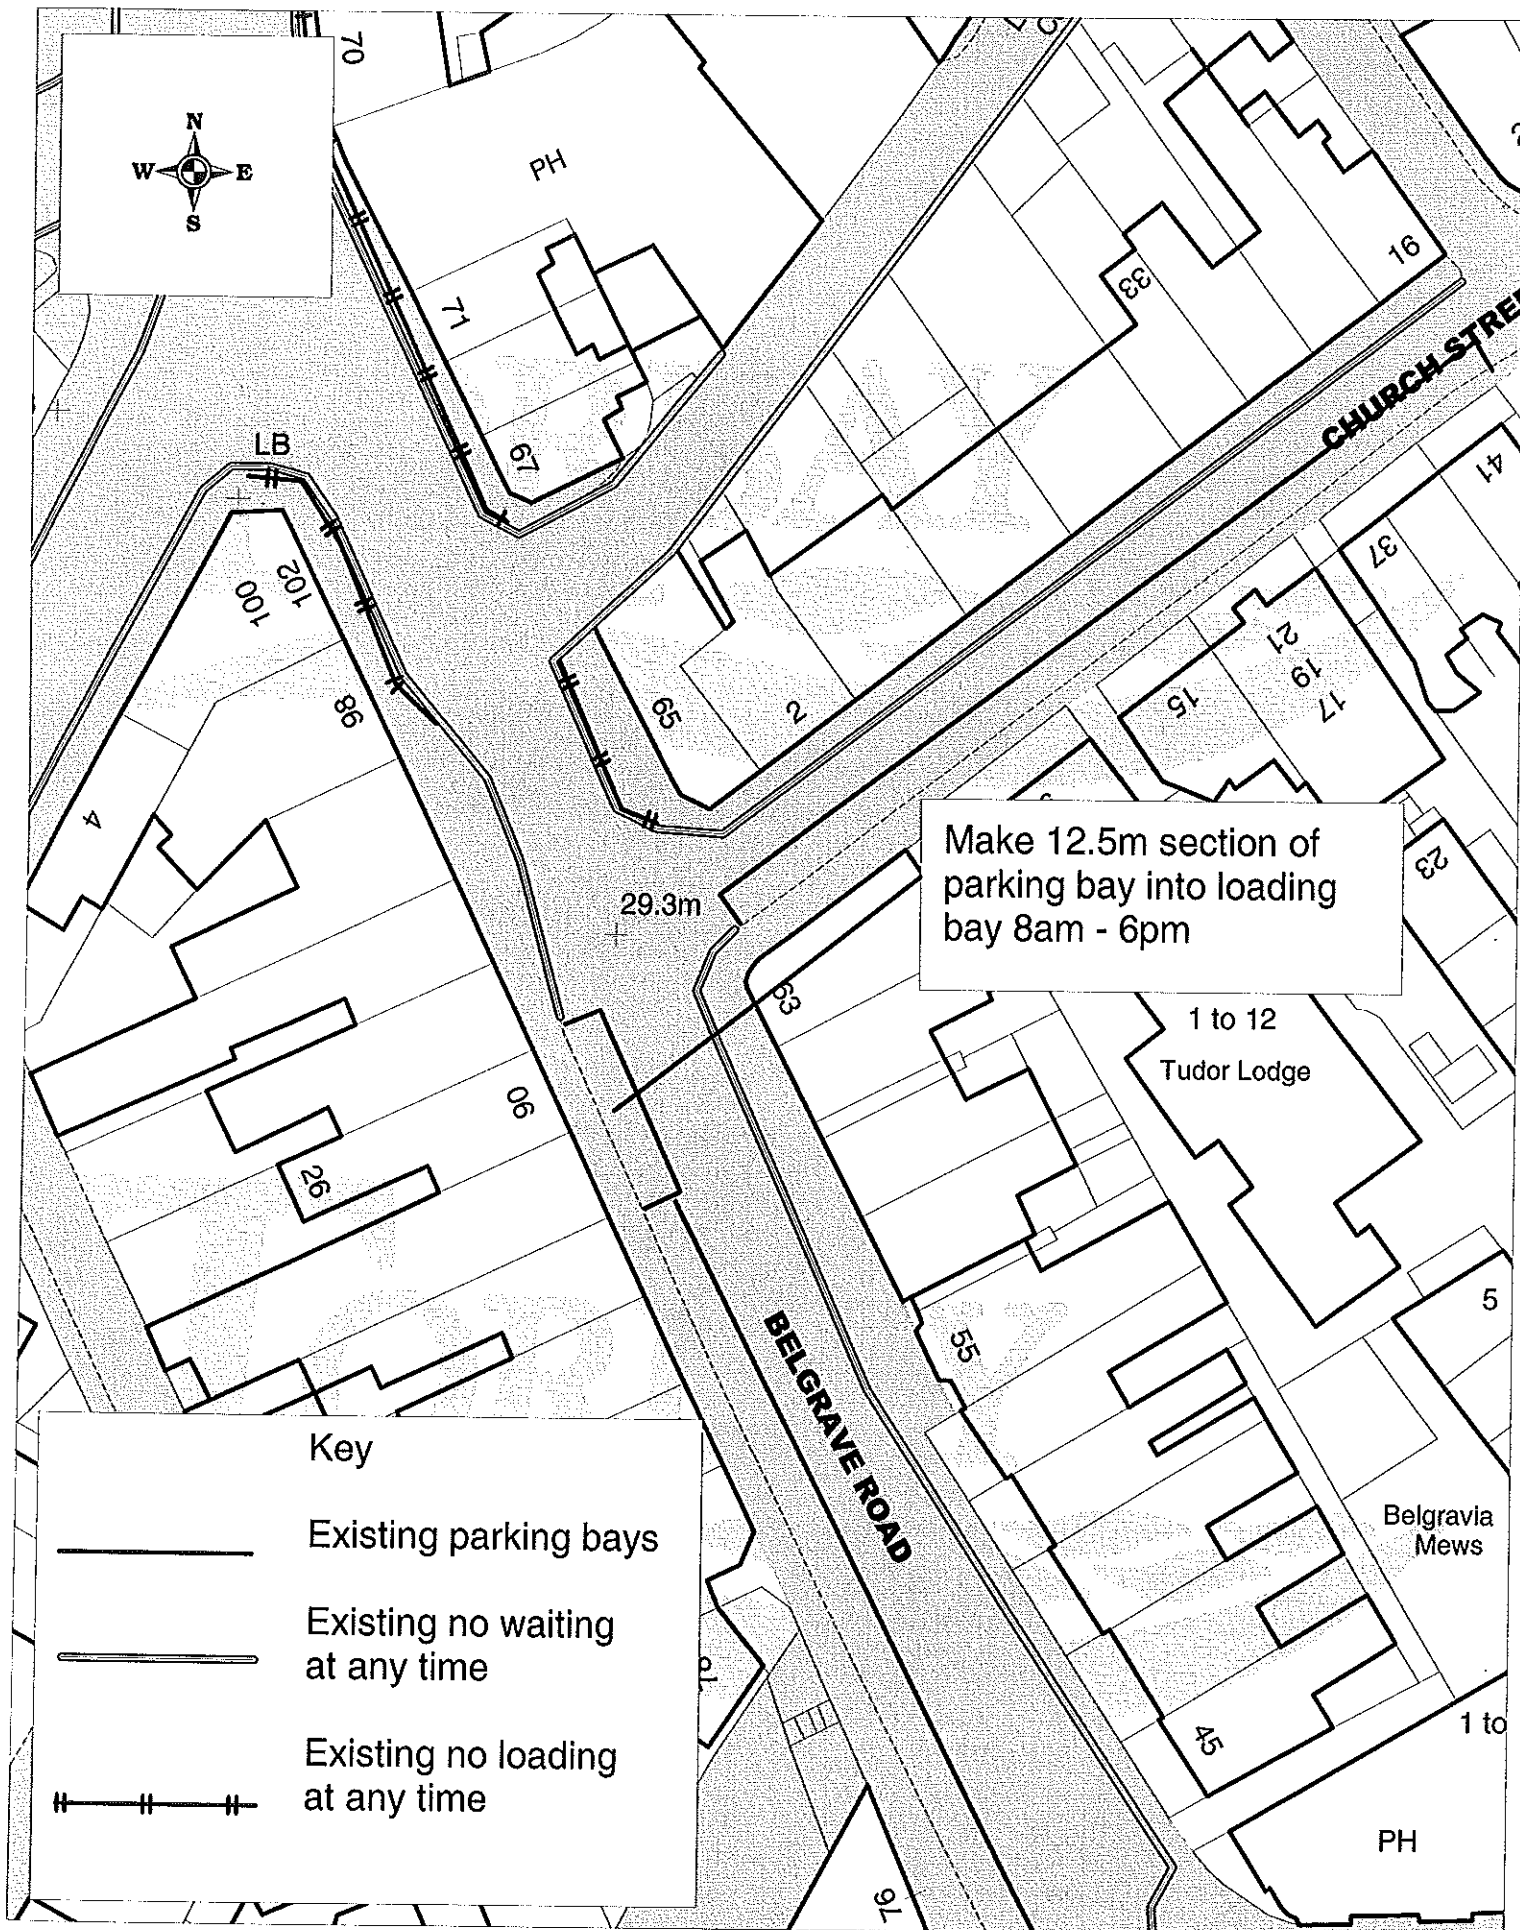 70
N
W E
S
PH
71
67
LB
102
100
98
4
33
16
CHURCH STREE
41
37
65
2
21
19
17
15
23
29.3m
Make 12.5m section of
parking bay into loading
bay 8am - 6pm
63
1 to 12
Tudor Lodge
90
26
5
55
BELGRAVE ROAD
Key
Existing parking bays
Existing no waiting
at any time
Existing no loading
at any time
Belgravia
Mews
45
1 to
PH
76